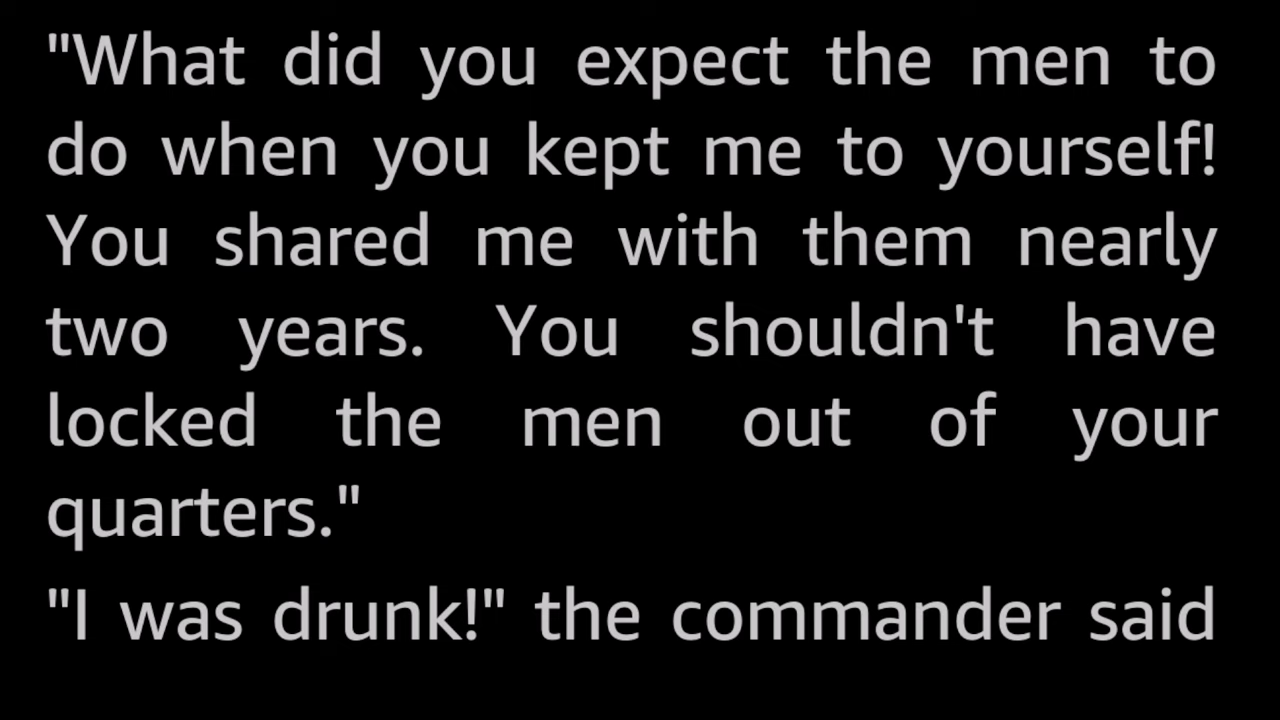 "What did you expect the men to
do when you kept me to yourself!
You shared me with them nearly
two years. You shouldn't have
locked the men out of your
quarters."
"I was drunk!" the commander said